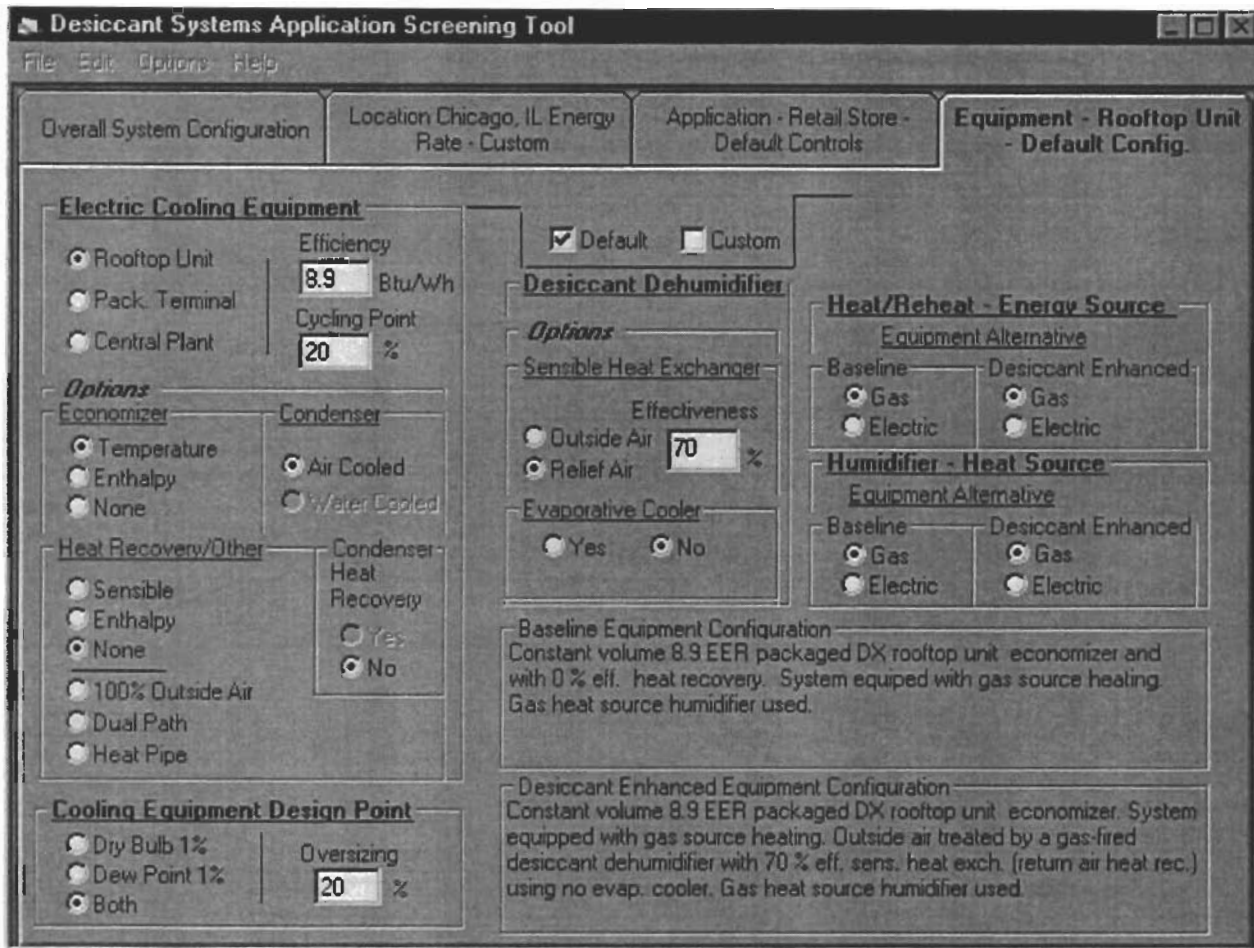 Desiccant Systems Application Screening Tool
File Edit Options Help
Overall System Configuration
Location Chicago, IL Energy
Rate - Custom
Application - Retail Store -
Default Controls
Equipment - Rooftop Unit
- Default Config.
Electric Cooling Equipment
Rooftop Unit
Pack. Terminal
Central Plant
Efficiency
8.9 Btu/Wh
Cycling Point
20 %
Options
Economizer
Temperature
Enthalpy
None
Condenser
Air Cooled
Water Cooled
Heat Recovery/Other
Sensible
Enthalpy
None
100% Outside Air
Dual Path
Heat Pipe
Condenser
Heat
Recovery
Yes
No
Cooling Equipment Design Point
Dry Bulb 1%
Dew Point 1%
Both
Oversizing
20 %
Default Custom
Desiccant Dehumidifier
Options
Sensible Heat Exchanger
Effectiveness
Outside Air
Relief Air
70 %
Evaporative Cooler
Yes No
Heat/Reheat - Energy Source
Equipment Alternative
Baseline
Gas
Electric
Desiccant Enhanced
Gas
Electric
Humidifier - Heat Source
Equipment Alternative
Baseline
Gas
Electric
Desiccant Enhanced
Gas
Electric
Baseline Equipment Configuration
Constant volume 8.9 EER packaged DX rooftop unit economizer and
with 0 % eff. heat recovery. System equiped with gas source heating.
Gas heat source humidifier used.
Desiccant Enhanced Equipment Configuration
Constant volume 8.9 EER packaged DX rooftop unit economizer. System
equipped with gas source heating. Outside air treated by a gas-fired
desiccant dehumidifier with 70 % eff. sens. heat exch. (return air heat rec.)
using no evap. cooler. Gas heat source humidifier used.